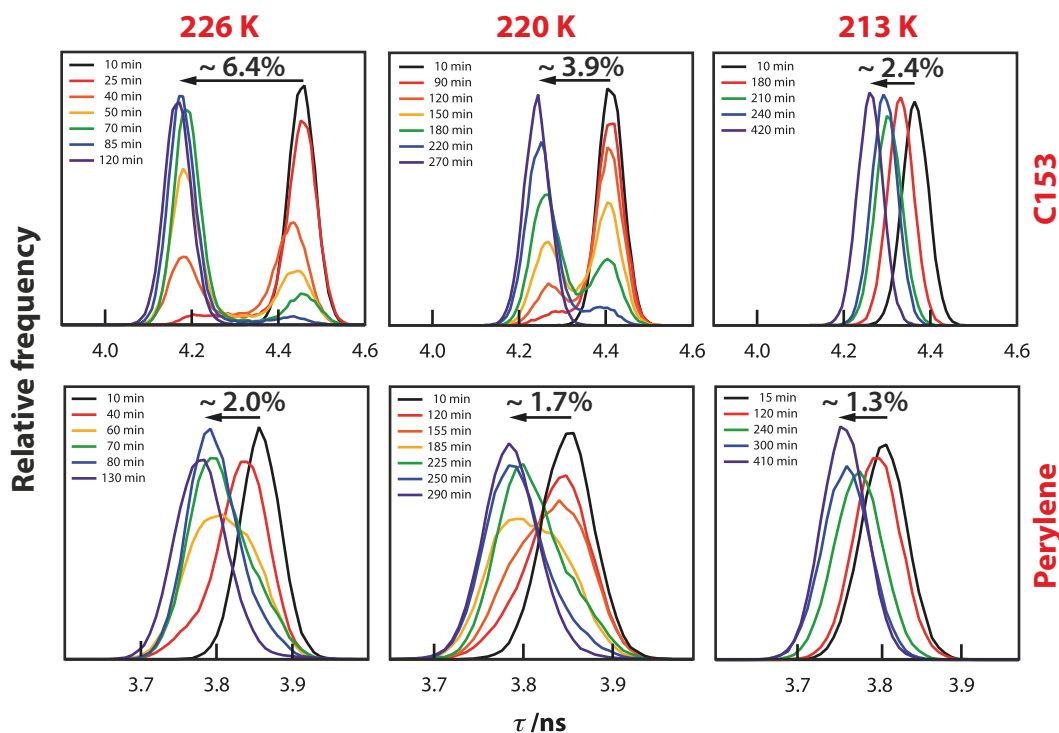 226 K
220 K
213 K
10 min
25 min
40 min
50 min
70 min
85 min
120 min
~ 6.4%
4.0
4.2
4.4
4.6
10 min
90 min
120 min
150 min
180 min
220 min
270 min
~ 3.9%
4.0
4.2
4.4
4.6
10 min
180 min
210 min
240 min
420 min
~ 2.4%
4.0
4.2
4.4
4.6
C153
Relative frequency
10 min
40 min
60 min
70 min
80 min
130 min
~ 2.0%
3.7
3.8
3.9
10 min
120 min
155 min
185 min
225 min
250 min
290 min
~ 1.7%
3.7
3.8
3.9
15 min
120 min
240 min
300 min
410 min
~ 1.3%
3.7
3.8
3.9
Perylene
τ /ns